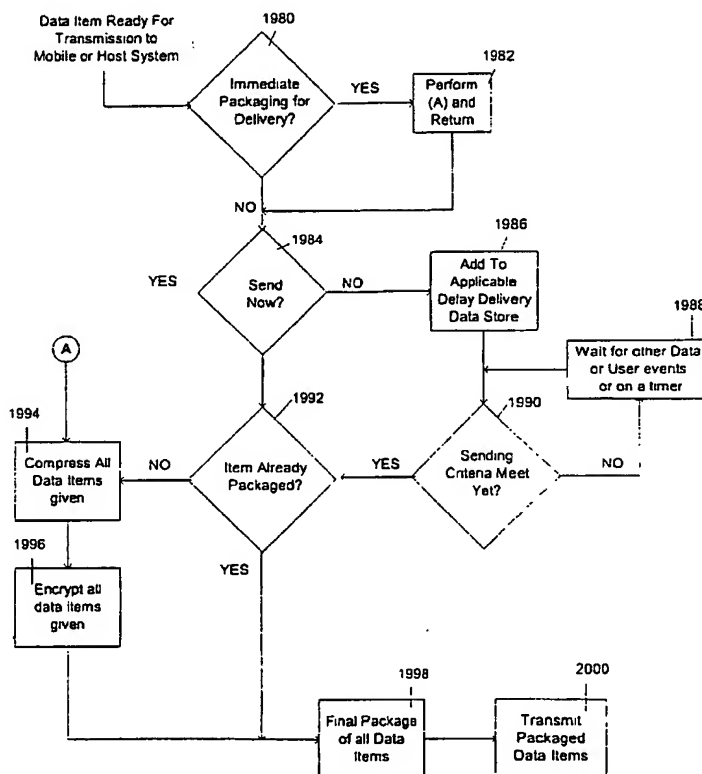 Data Item Ready For
Transmission to
Mobile or Host System
1980
Immediate
Packaging for
Delivery?
YES
1982
Perform
(A) and
Return
NO
1984
Send
Now?
YES
NO
1986
Add To
Applicable
Delay Delivery
Data Store
1988
Wait for other Data
or User events
or on a timer
1990
Sending
Criteria Meet
Yet?
NO
YES
1992
Item Already
Packaged?
NO
YES
A
1994
Compress All
Data Items
given
1996
Encrypt all
data items
given
1998
Final Package
of all Data
Items
2000
Transmit
Packaged
Data Items